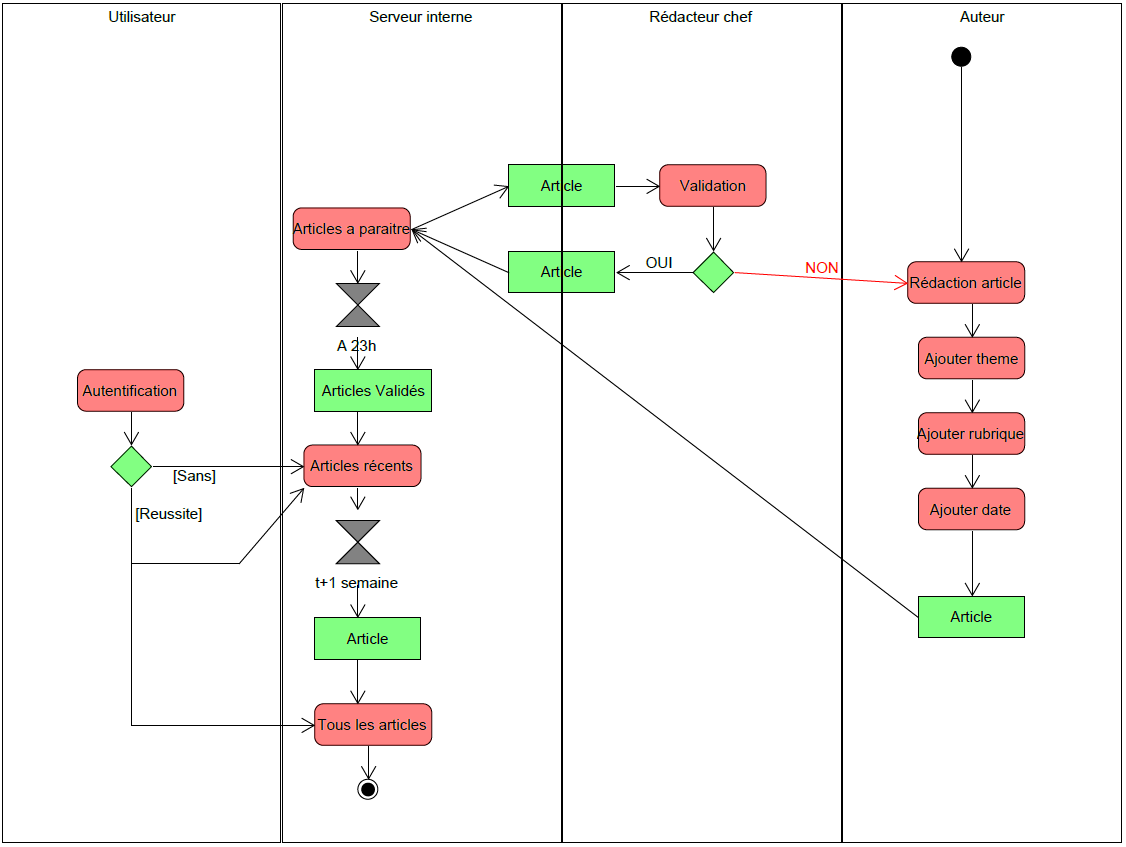 Utilisateur
Serveur interne
Rédacteur chef
Auteur
Article
Validation
Articles a paraitre
Article
OUI
NON
Rédaction article
A 23h
Ajouter theme
Autentification
Articles Validés
Ajouter rubrique
[Sans]
Articles récents
[Reussite]
Ajouter date
t+1 semaine
Article
Article
Tous les articles